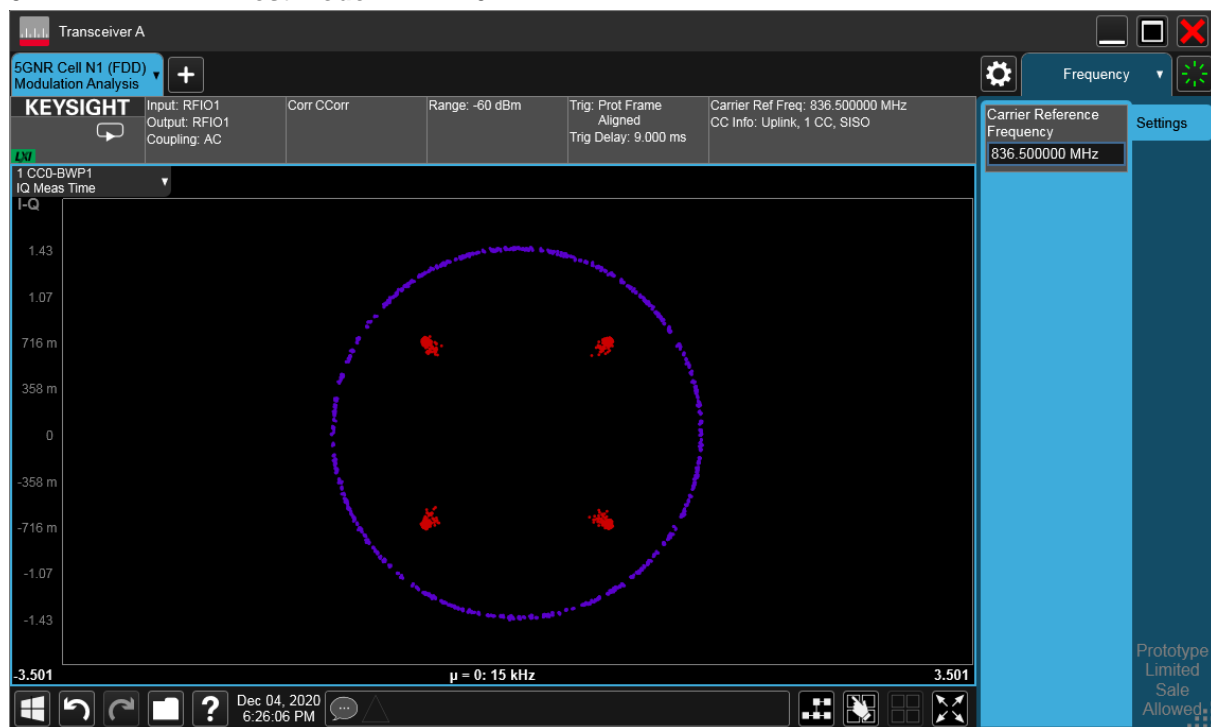 Transceiver A
5GNR Cell N1 (FDD)
Modulation Analysis
Frequency
KEYSIGHT
LXI
Input: RFIO1
Output: RFIO1
Coupling: AC
Corr CCorr
Range: -60 dBm
Trig: Prot Frame
Aligned
Trig Delay: 9.000 ms
Carrier Ref Freq: 836.500000 MHz
CC Info: Uplink, 1 CC, SISO
Carrier Reference
Frequency
836.500000 MHz
Settings
1 CC0-BWP1
IQ Meas Time
I-Q
1.43
1.07
716 m
358 m
0
-358 m
-716 m
-1.07
-1.43
-3.501
µ = 0: 15 kHz
3.501
Prototype
Limited
Sale
Allowed
?
Dec 04, 2020
6:26:06 PM